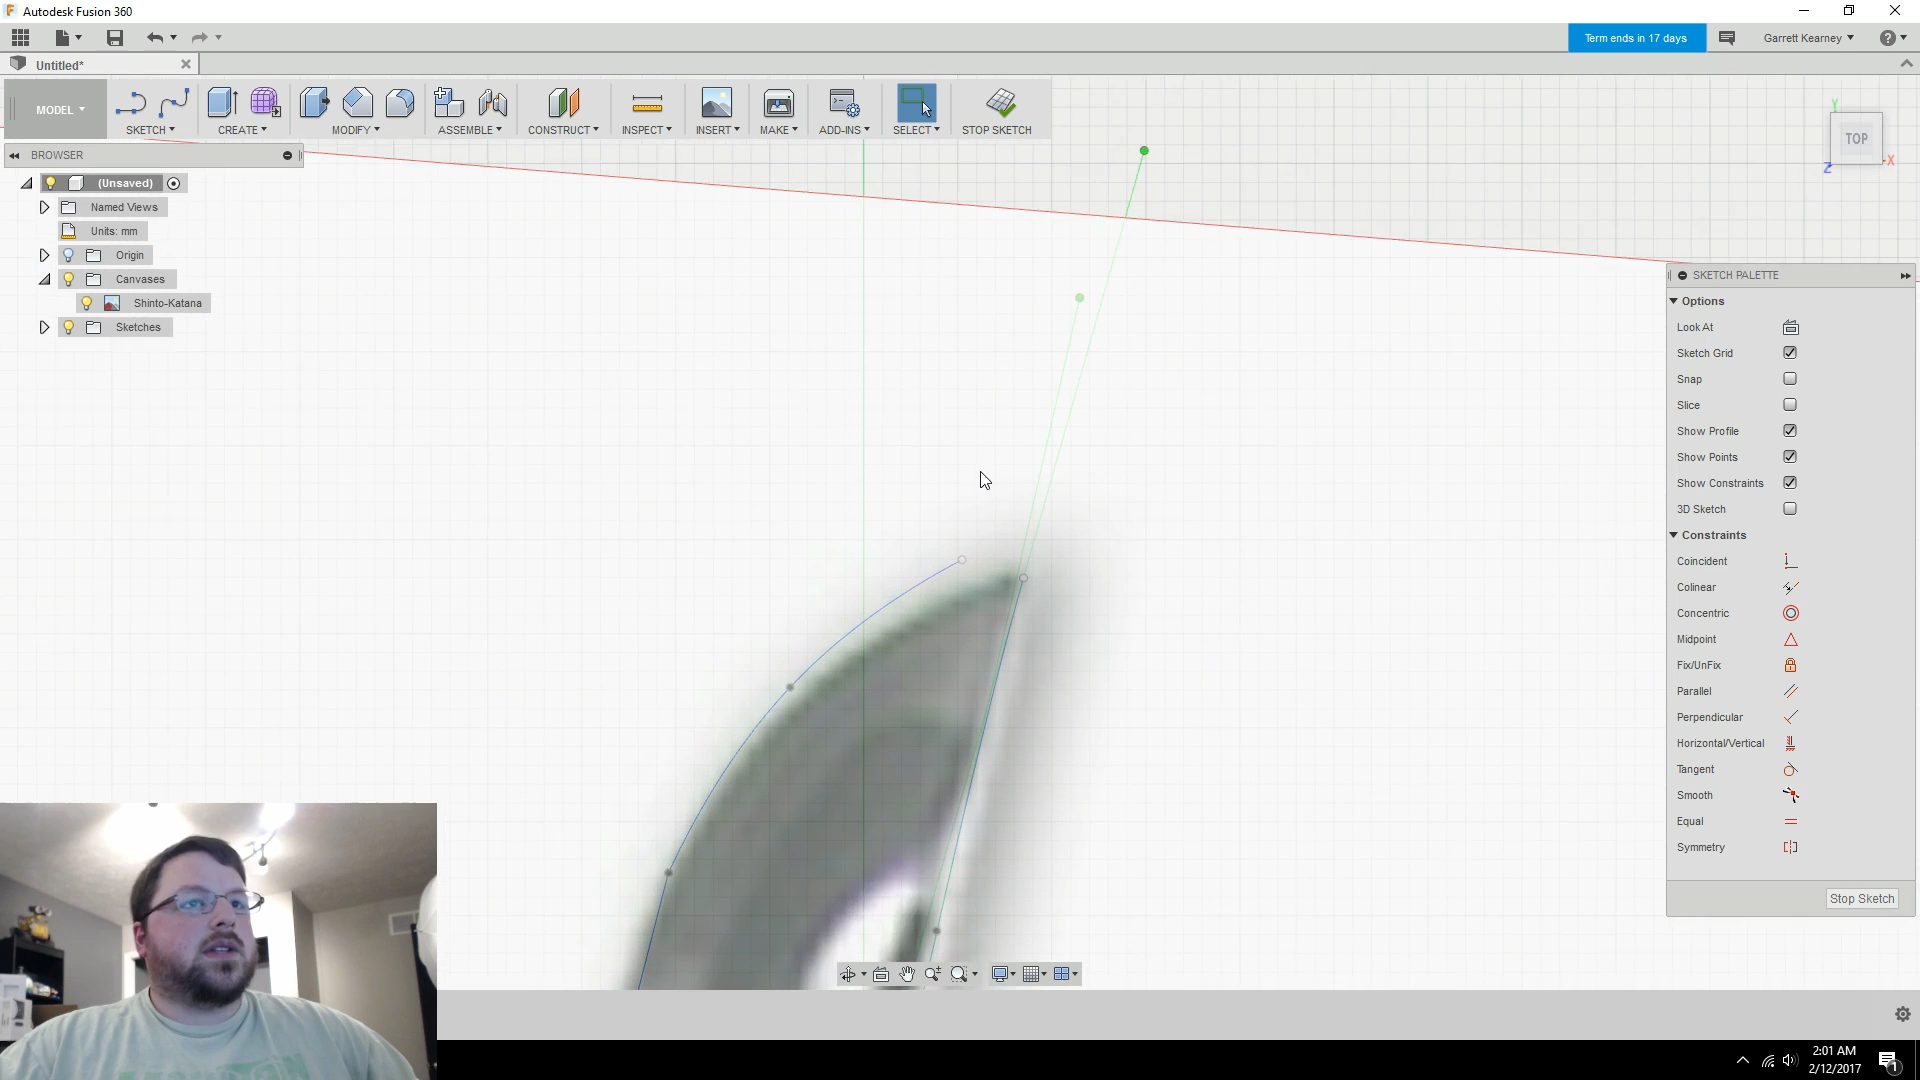 Autodesk Fusion 360
Term ends in 17 days
Garrett Kearney
Untitled*
MODEL
SKETCH
CREATE
MODIFY
ASSEMBLE
CONSTRUCT
INSPECT
INSERT
MAKE
ADD-INS
SELECT
STOP SKETCH
Y
TOP
X
Z
BROWSER
(Unsaved)
Named Views
Units: mm
Origin
Canvases
Shinto-Katana
Sketches
SKETCH PALETTE
Options
Look At
Sketch Grid
Snap
Slice
Show Profile
Show Points
Show Constraints
3D Sketch
Constraints
Coincident
Colinear
Concentric
Midpoint
Fix/UnFix
Parallel
Perpendicular
Horizontal/Vertical
Tangent
Smooth
Equal
Symmetry
Stop Sketch
2:01 AM
2/12/2017
1